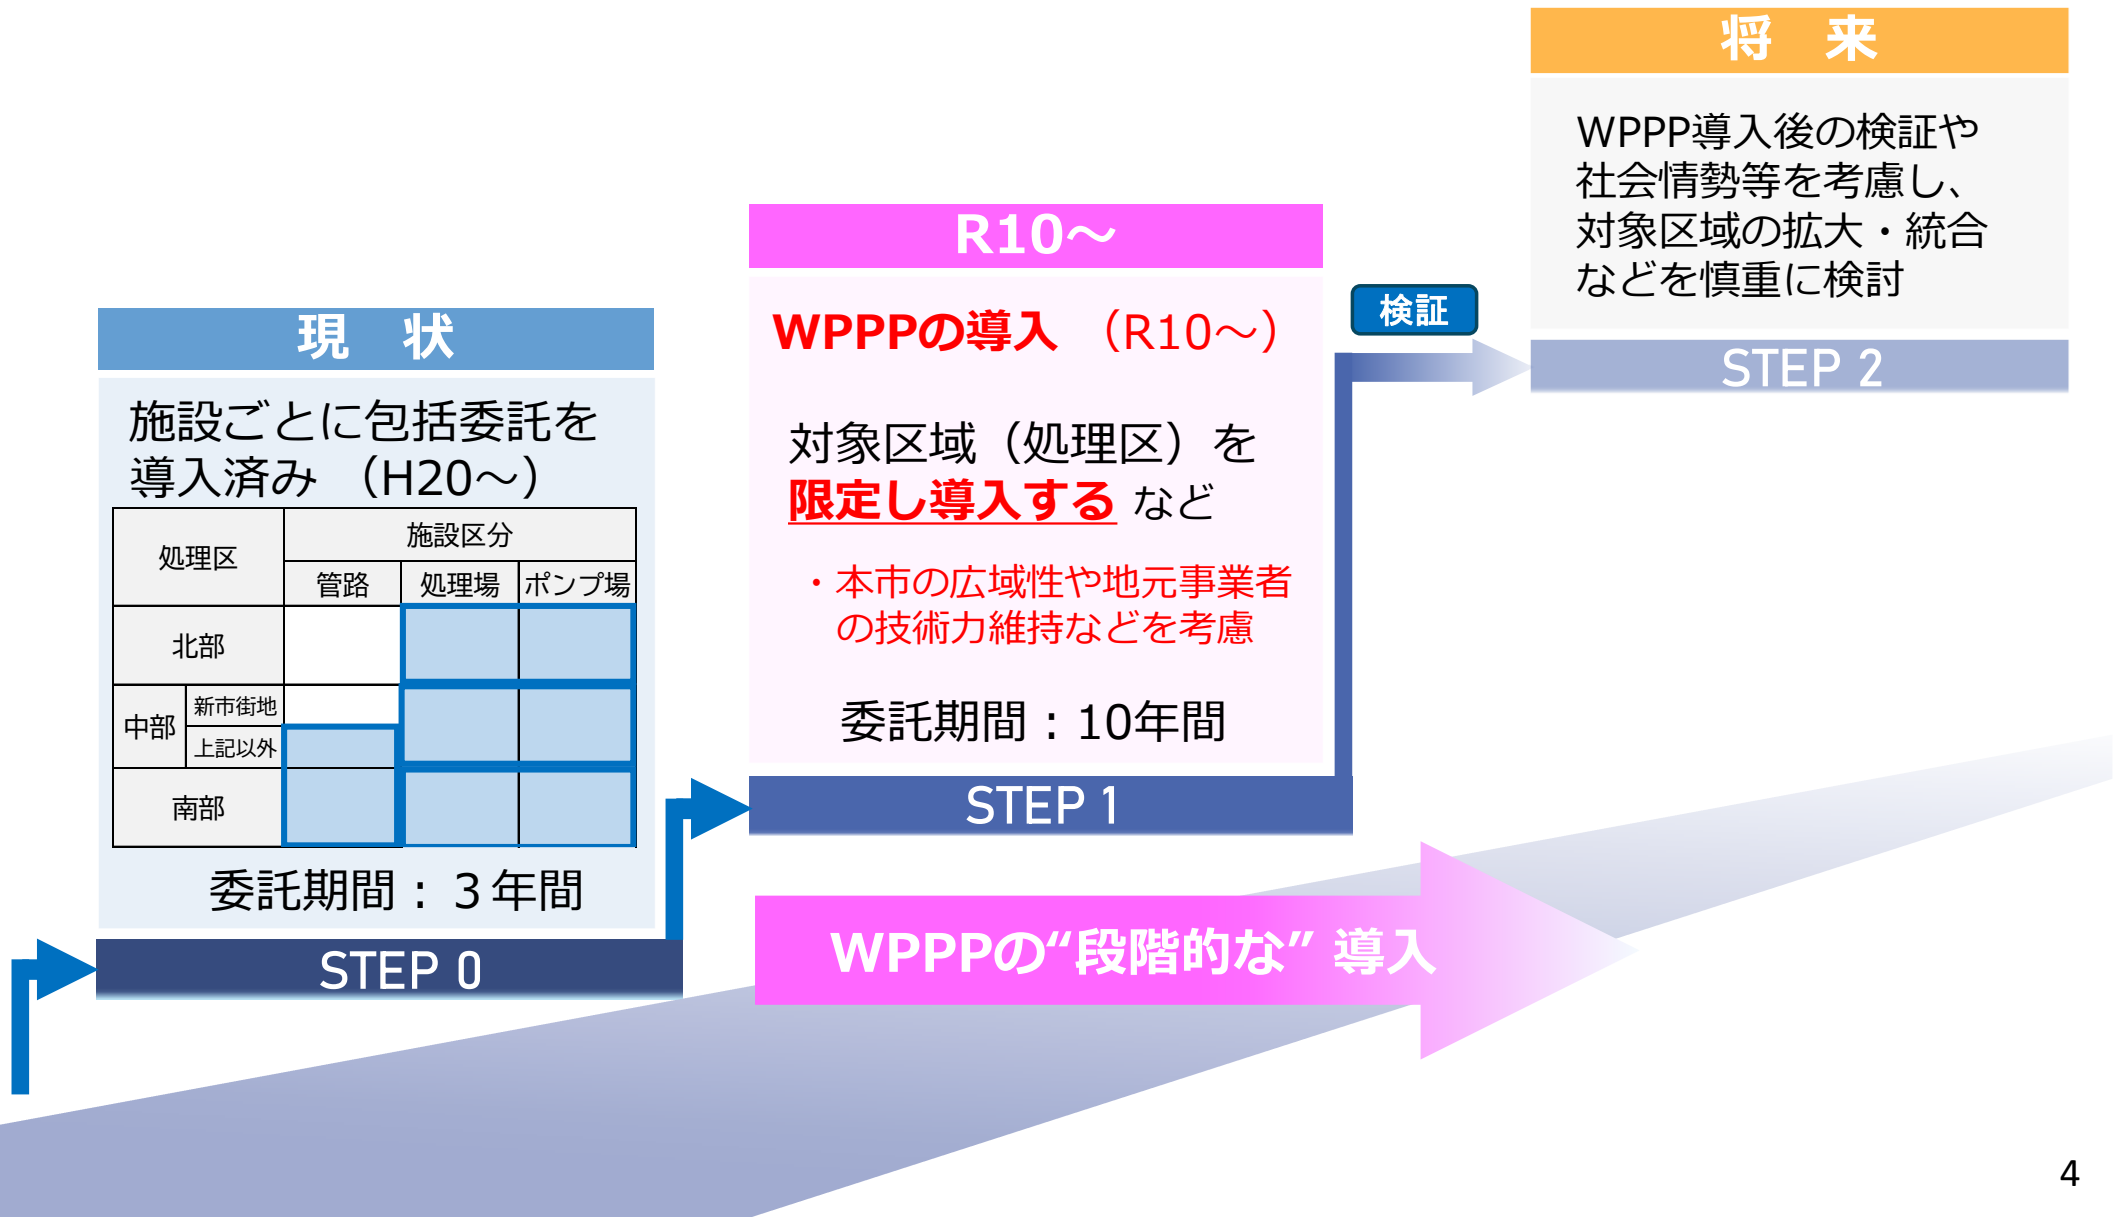 現　状
施設ごとに包括委託を
導入済み （H20～）
処理区
施設区分
管路
処理場
ポンプ場
北部
中部
新市街地
上記以外
南部
委託期間：３年間
STEP 0
R10～
WPPPの導入 （R10～）
対象区域（処理区）を
限定し導入する など
・本市の広域性や地元事業者
の技術力維持などを考慮
委託期間：10年間
STEP 1
検証
将　来
WPPP導入後の検証や
社会情勢等を考慮し、
対象区域の拡大・統合
などを慎重に検討
STEP 2
WPPPの“段階的な” 導入
4